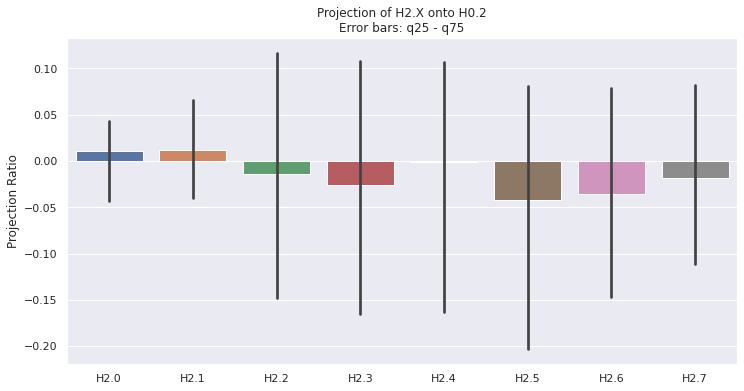 Projection of H2.X onto H0.2
Error bars: q25 - q75
Projection Ratio
0.10
0.05
0.00
−0.05
−0.10
−0.15
−0.20
H2.0 H2.1 H2.2 H2.3 H2.4 H2.5 H2.6 H2.7